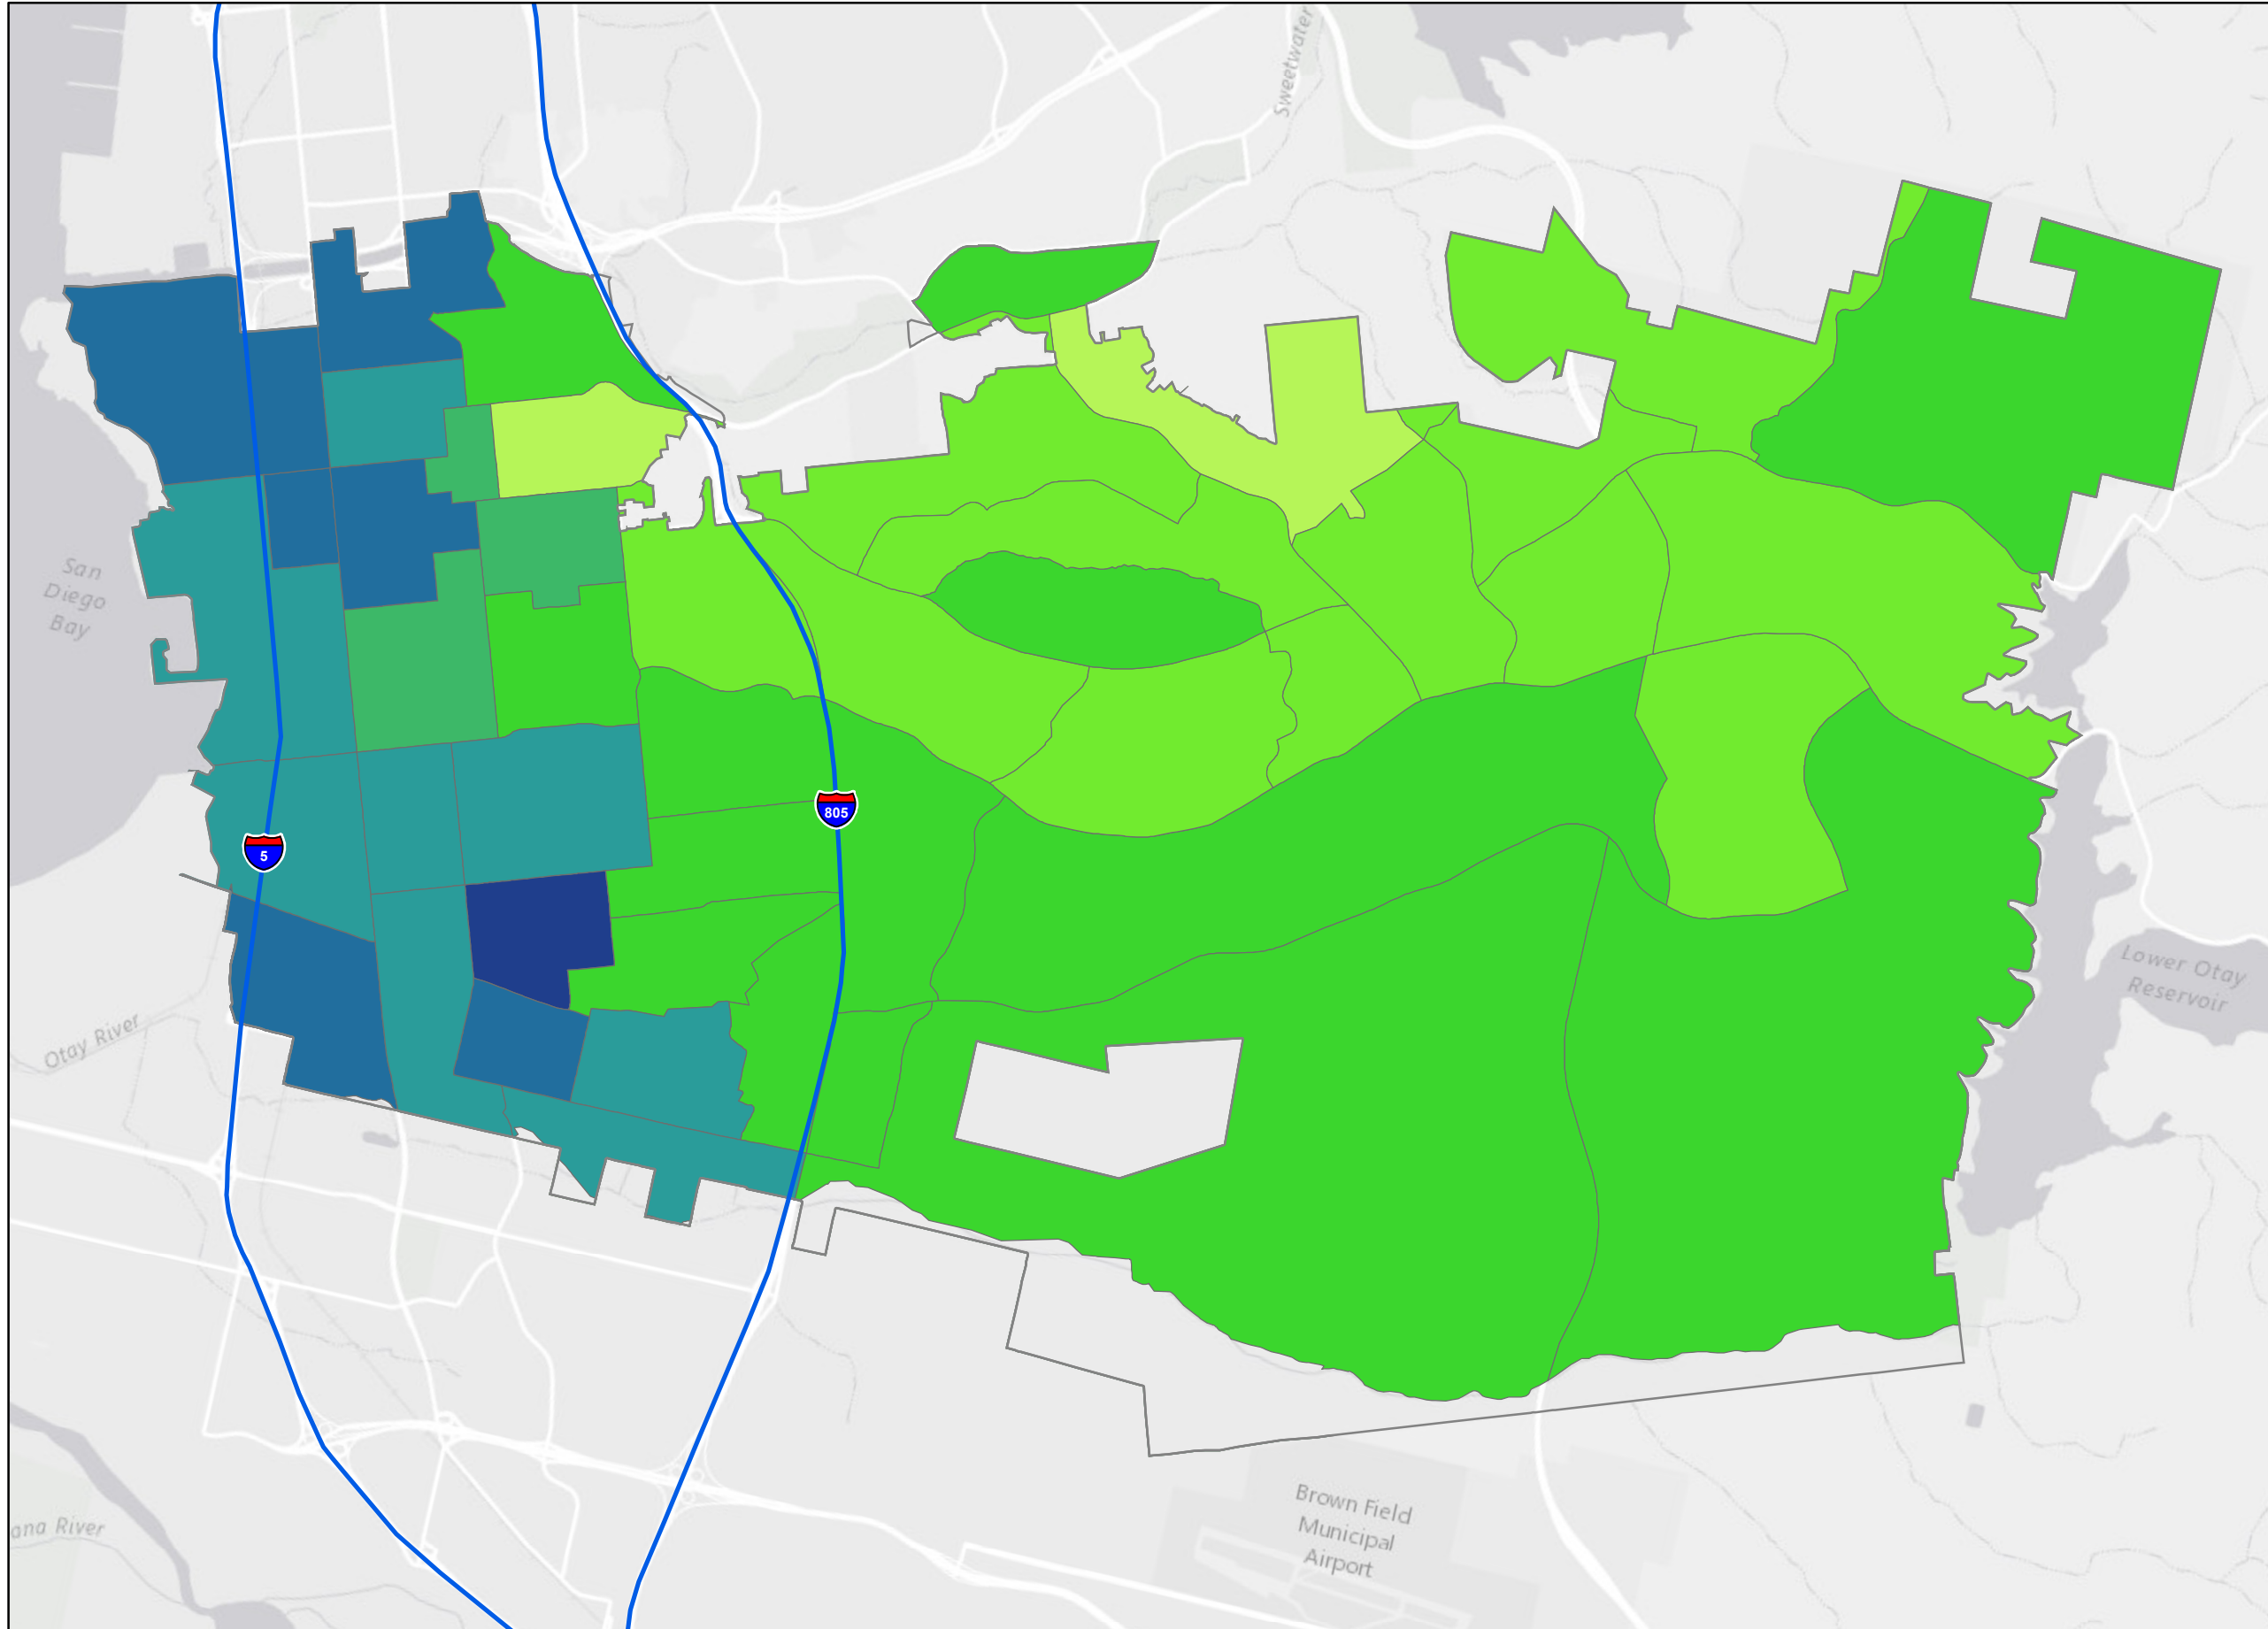 Sweetwater
San
Diego
Bay
805
5
Lower Otay
Reservoir
Otay River
Brown Field
Municipal
Airport
ana River